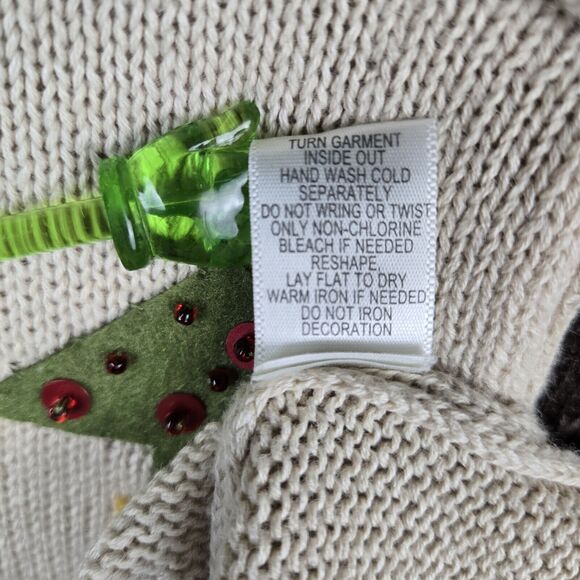 TURN GARMENT
INSIDE OUT
HAND WASH COLD
SEPARATELY
DO NOT WRING OR TWIST
ONLY NON-CHLORINE
BLEACH IF NEEDED
RESHAPE,
LAY FLAT TO DRY
WARM IRON IF NEEDED
DO NOT IRON
DECORATION